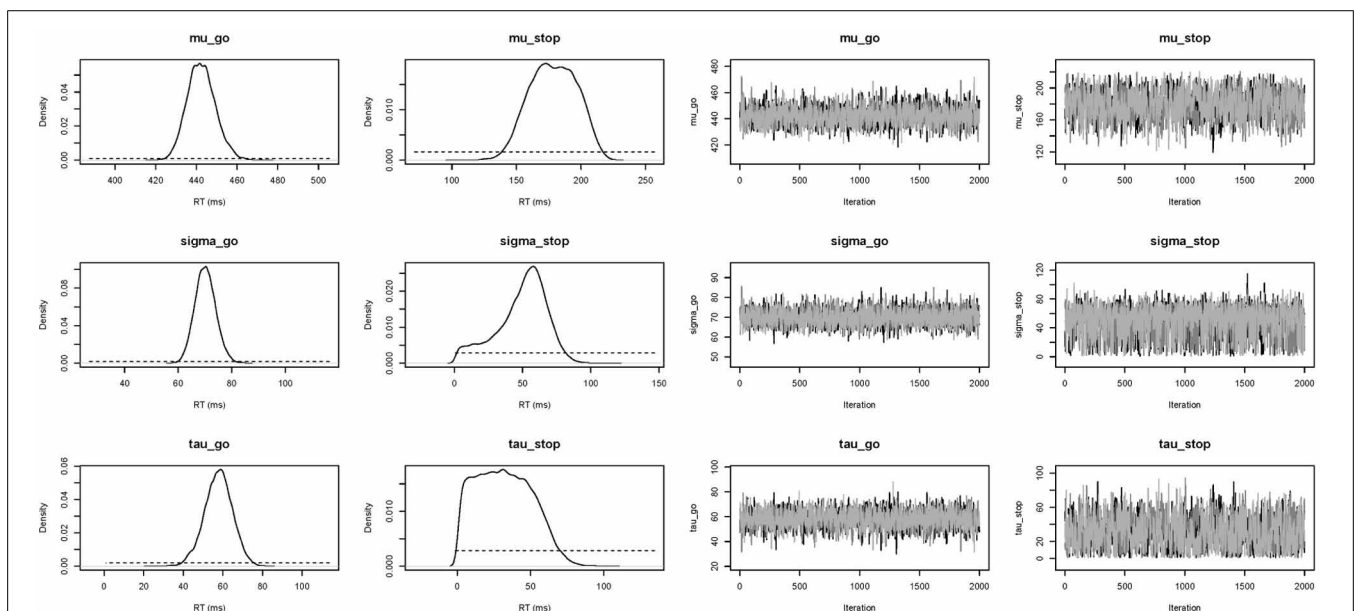 mu_go
Density
0.00 0.02 0.04
400 420 440 460 480 500
RT (ms)
mu_stop
Density
0.000 0.010
100 150 200 250
RT (ms)
mu_go
mu_go
420 440 460 480
0 500 1000 1500 2000
Iteration
mu_stop
mu_stop
120 160 200
0 500 1000 1500 2000
Iteration
sigma_go
Density
0.00 0.04 0.08
40 60 80 100
RT (ms)
sigma_stop
Density
0.000 0.010 0.020
0 50 100 150
RT (ms)
sigma_go
sigma_go
50 60 70 80 90
0 500 1000 1500 2000
Iteration
sigma_stop
sigma_stop
0 40 80 120
0 500 1000 1500 2000
Iteration
tau_go
Density
0.00 0.02 0.04 0.06
0 20 40 60 80 100
RT (ms)
tau_stop
Density
0.000 0.010
0 50 100
RT (ms)
tau_go
tau_go
20 40 60 80 100
0 500 1000 1500 2000
Iteration
tau_stop
tau_stop
0 20 40 60 100
0 500 1000 1500 2000
Iteration